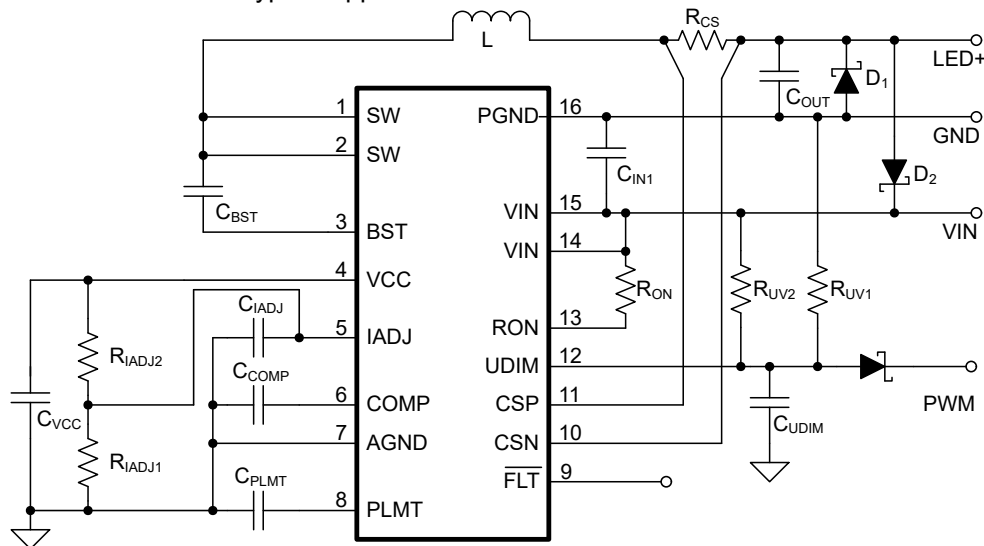 L
RCS
LED+
COUT
D1
1 SW
PGND 16
GND
2 SW
CIN1
D2
CBST
VIN 15
VIN
3 BST
VIN 14
4 VCC
RON
RUV2
RUV1
CIADJ
RON 13
5 IADJ
RIADJ2
UDIM 12
CCOMP
PWM
6 COMP
CSP 11
CVCC
CUDIM
7 AGND
CSN 10
RIADJ1
CPLMT
FLT 9
8 PLMT